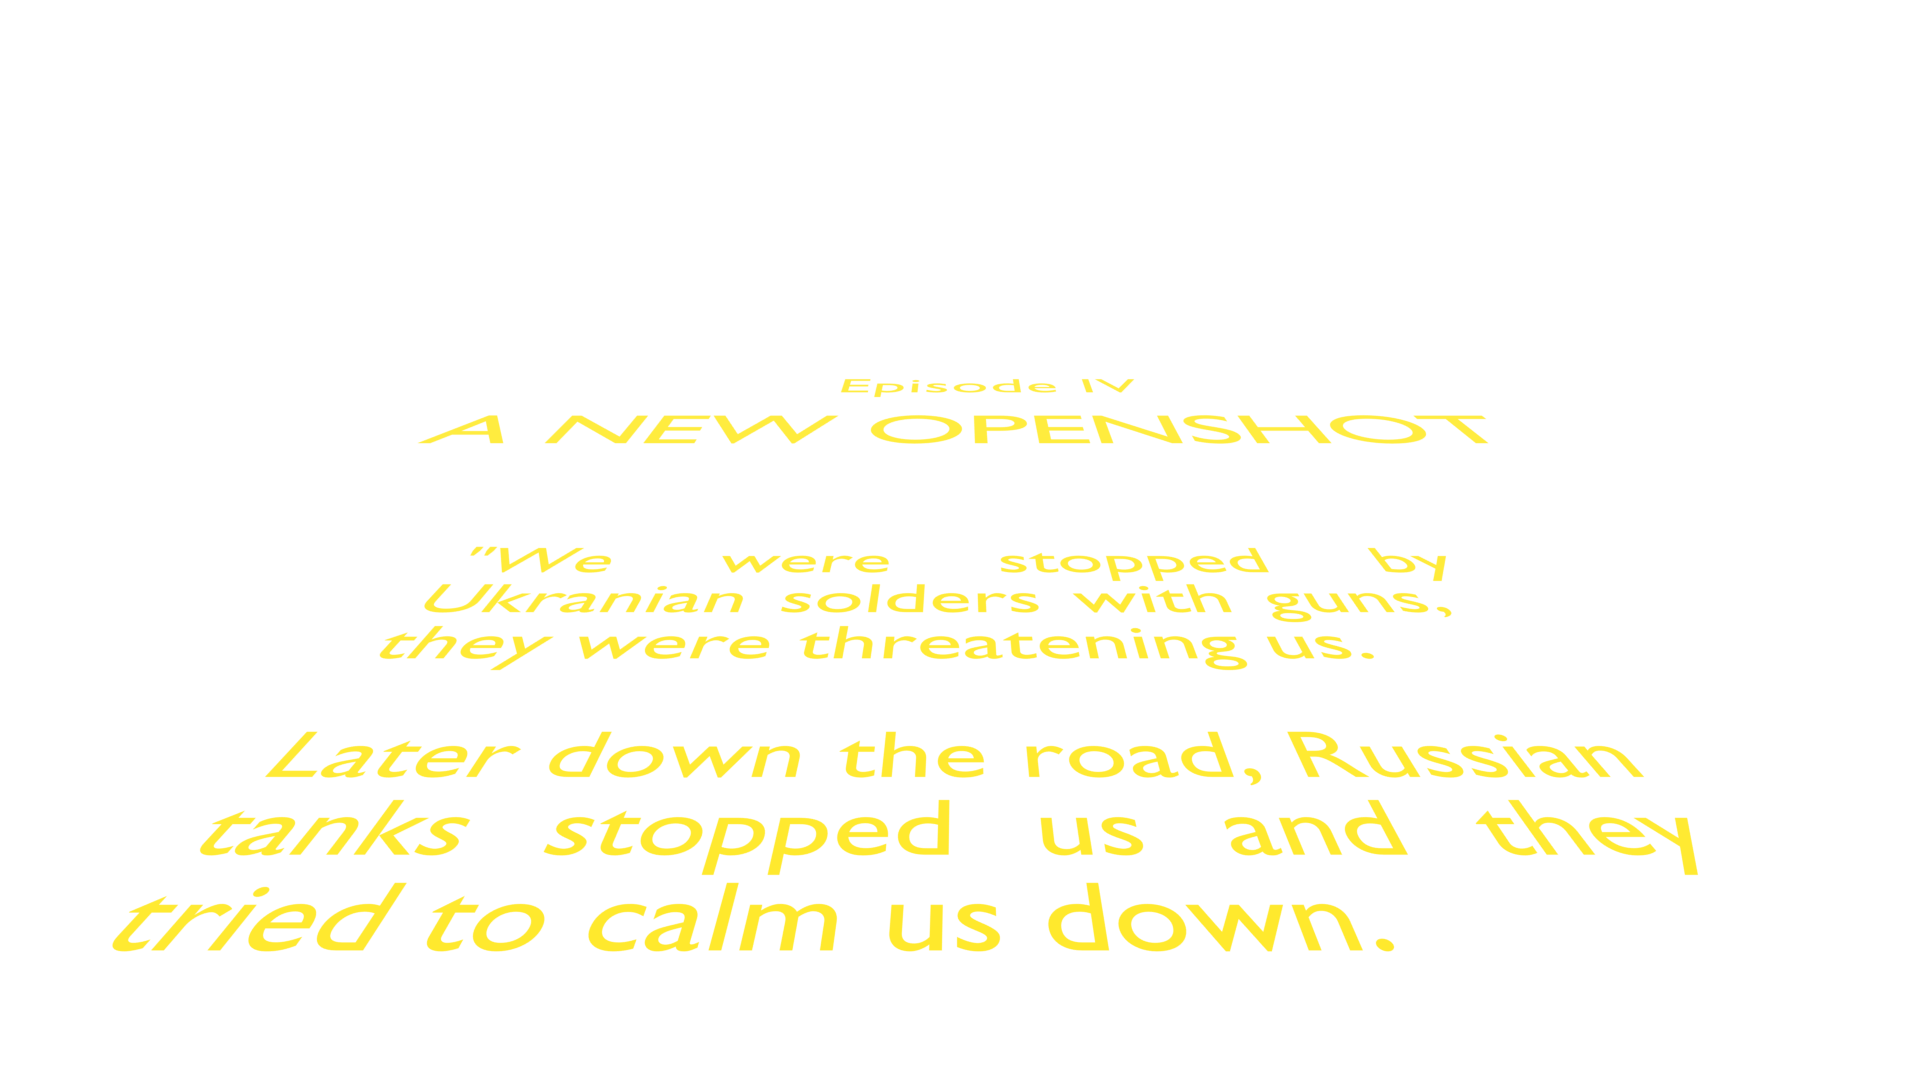 Episode IV
A NEW OPENSHOT
"We were stopped by
Ukranian solders with guns,
they were threatening us.
Later down the road, Russian
tanks stopped us and they
tried to calm us down.